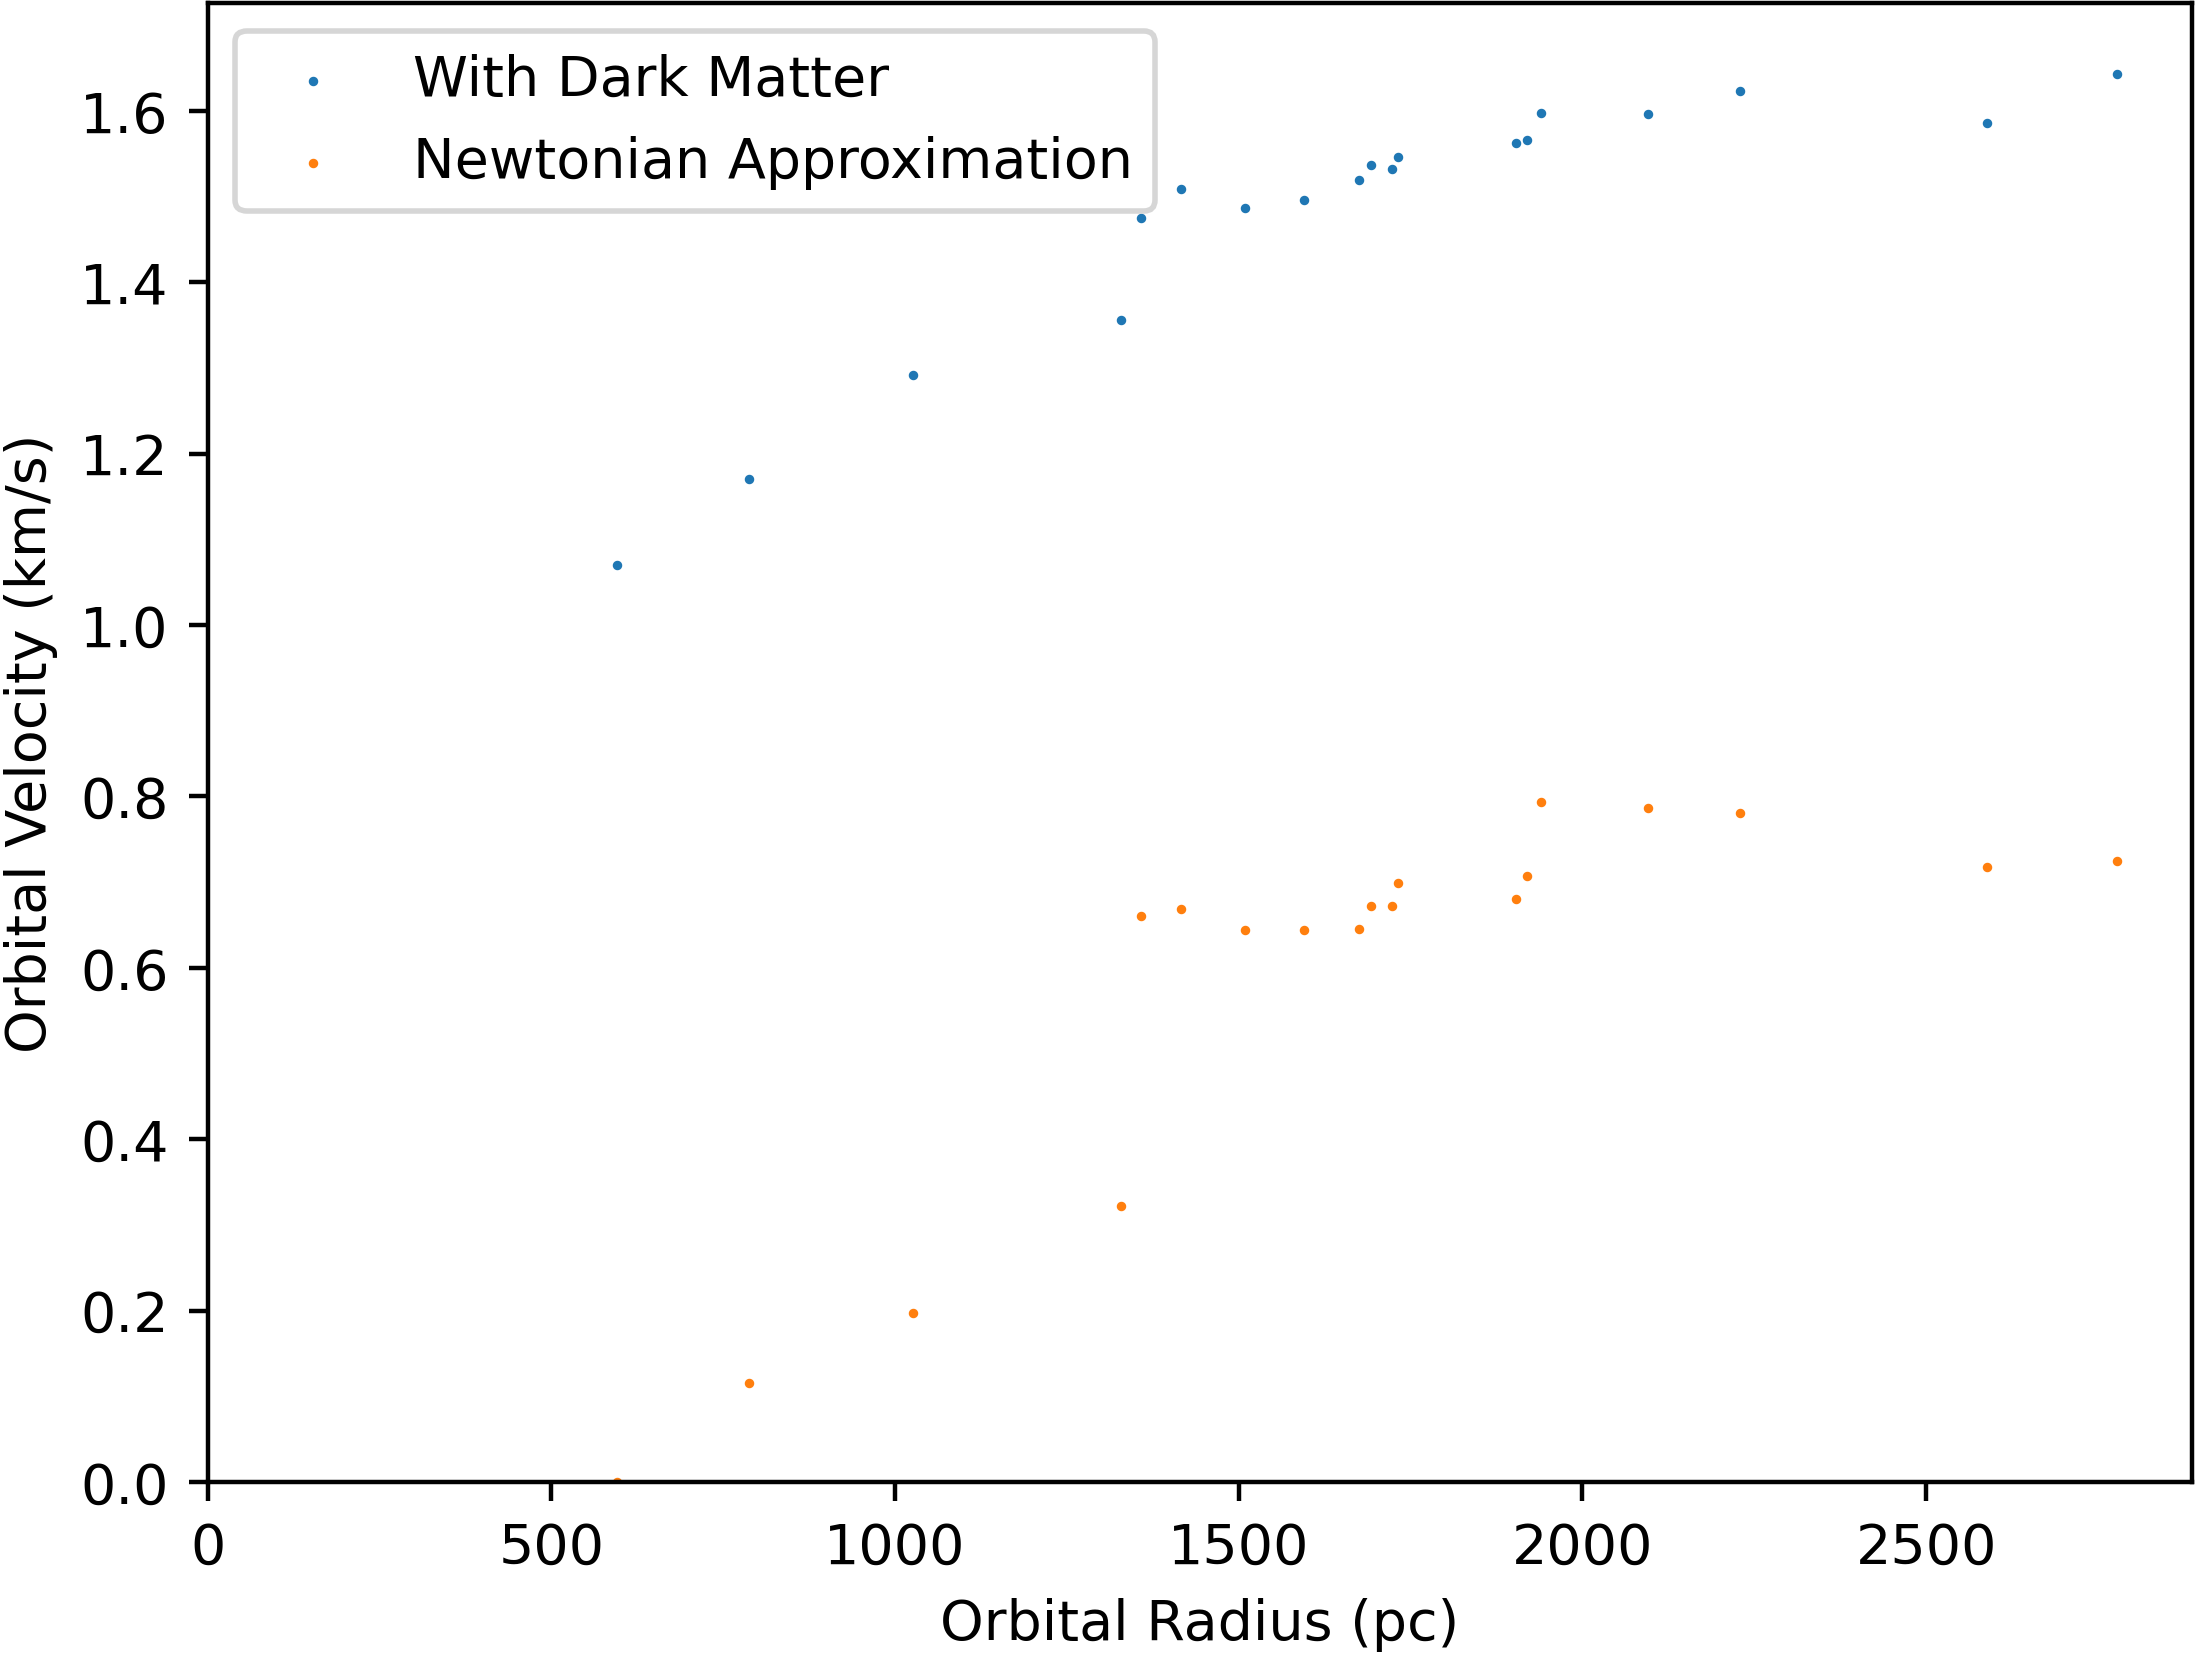 With Dark Matter
Newtonian Approximation
1.6
1.4
1.2
1.0
0.8
0.6
0.4
0.2
0.0
Orbital Velocity (km/s)
0 500 1000 1500 2000 2500
Orbital Radius (pc)